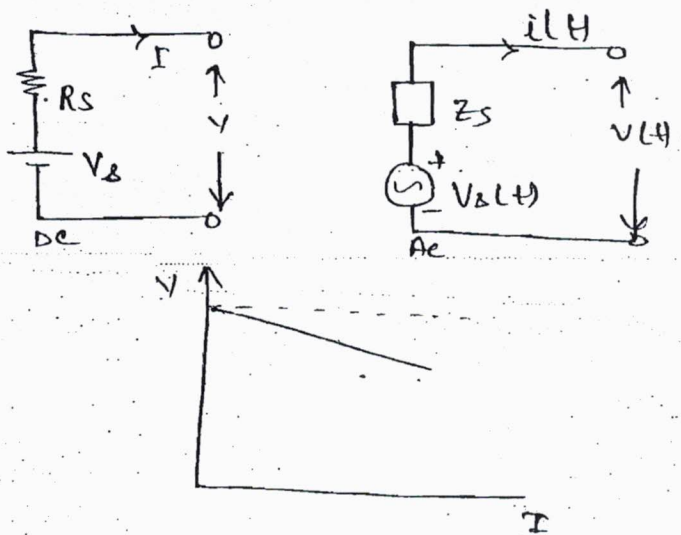 I
Rs
V
Vs
DC
i(t)
Zs
V(t)
+
Vs(t)
−
AC
V
I